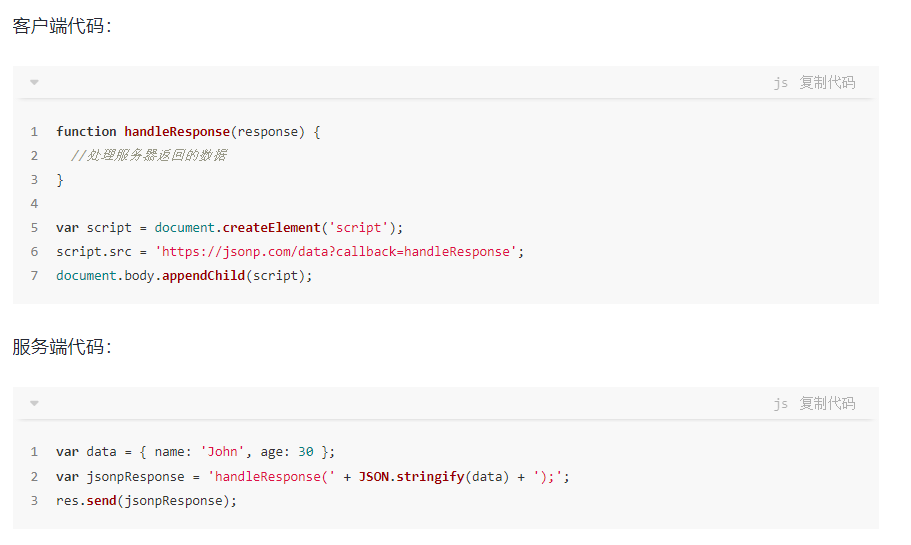 客户端代码：
js 复制代码
1 function handleResponse(response) {
2   //处理服务器返回的数据
3 }
4
5 var script = document.createElement('script');
6 script.src = 'https://jsonp.com/data?callback=handleResponse';
7 document.body.appendChild(script);
服务端代码：
js 复制代码
1 var data = { name: 'John', age: 30 };
2 var jsonpResponse = 'handleResponse(' + JSON.stringify(data) + ');';
3 res.send(jsonpResponse);